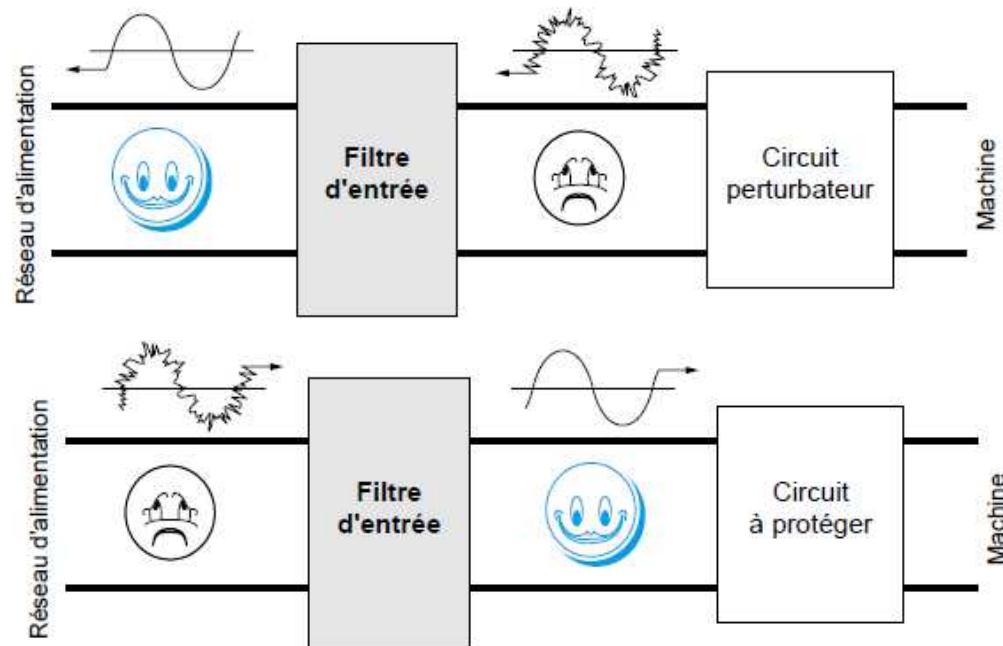 Réseau d'alimentation
Filtre
d'entrée
Circuit
perturbateur
Machine
Réseau d'alimentation
Filtre
d'entrée
Circuit
à protéger
Machine